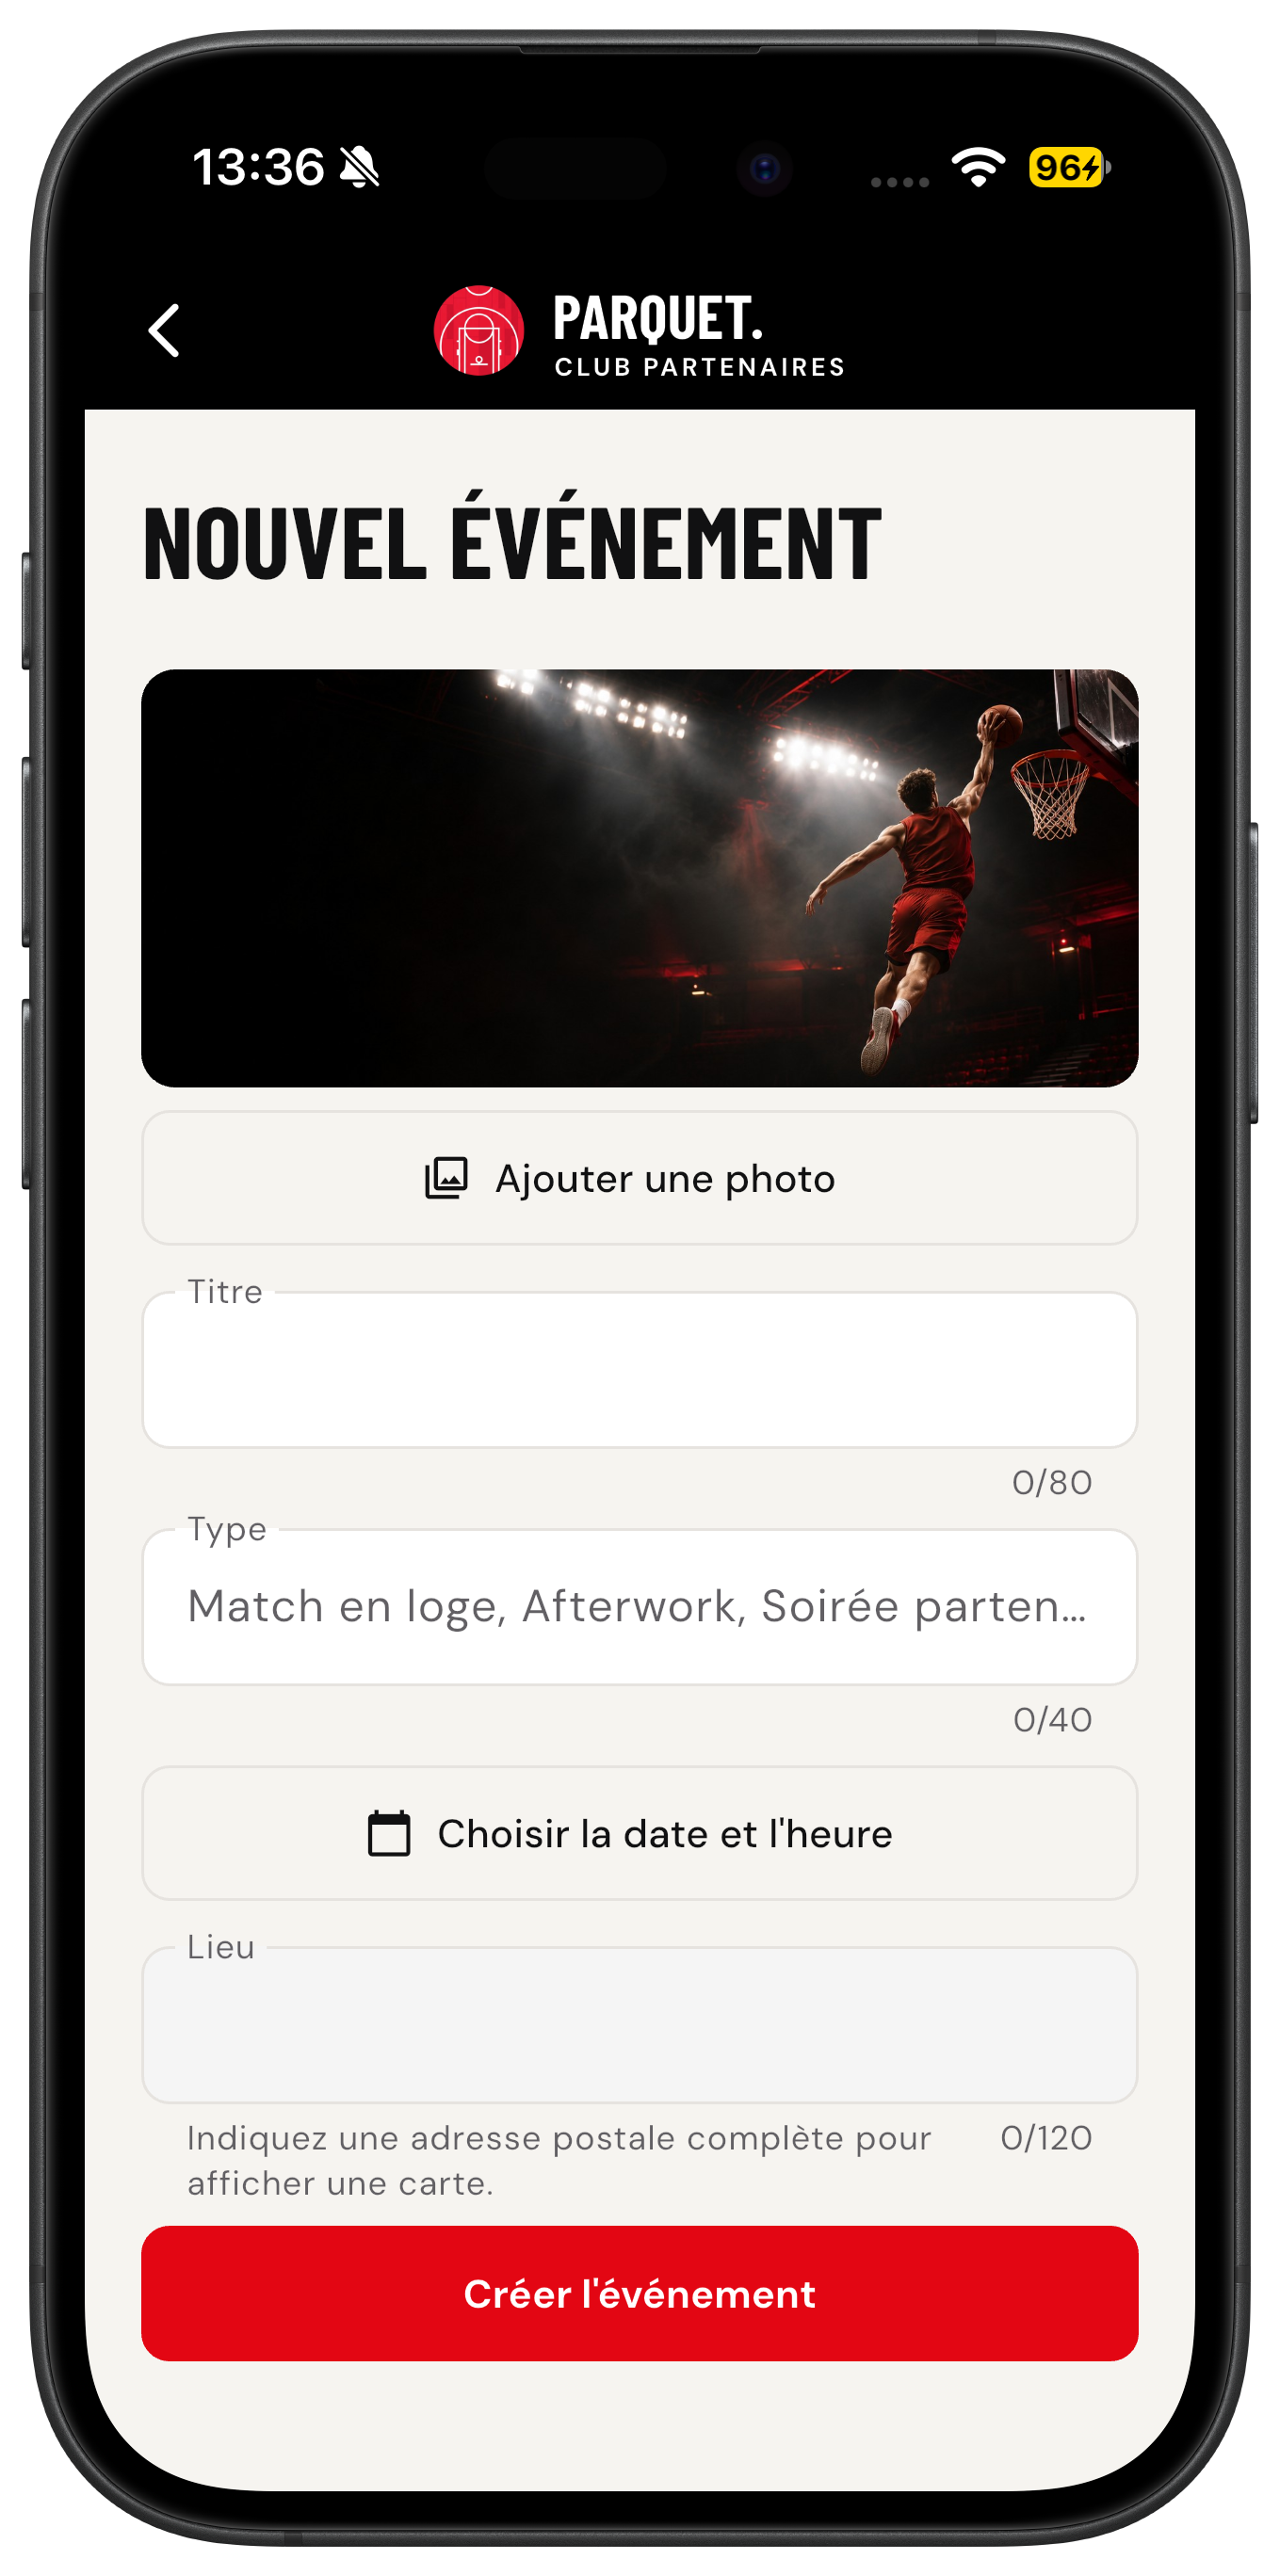 13:36
96
PARQUET.
CLUB PARTENAIRES
NOUVEL ÉVÉNEMENT
Ajouter une photo
Titre
0/80
Type
Match en loge, Afterwork, Soirée parten...
0/40
Choisir la date et l'heure
Lieu
Indiquez une adresse postale complète pour 0/120
afficher une carte.
Créer l'événement